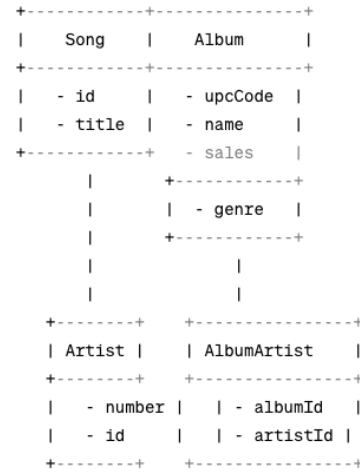 +------------+---------------+
|    Song    |    Album      |
+------------+---------------+
|   - id     |   - upcCode  |
|   - title  |   - name     |
+------------+   - sales    |
       |       +------------+
       |       |  - genre   |
       |       +------------+
       |              |
       |              |
   +--------+    +-----------------+
   | Artist |    | AlbumArtist    |
   +--------+    +-----------------+
   |   - number |   | - albumId   |
   |   - id     |   | - artistId |
   +--------+    +-----------------+